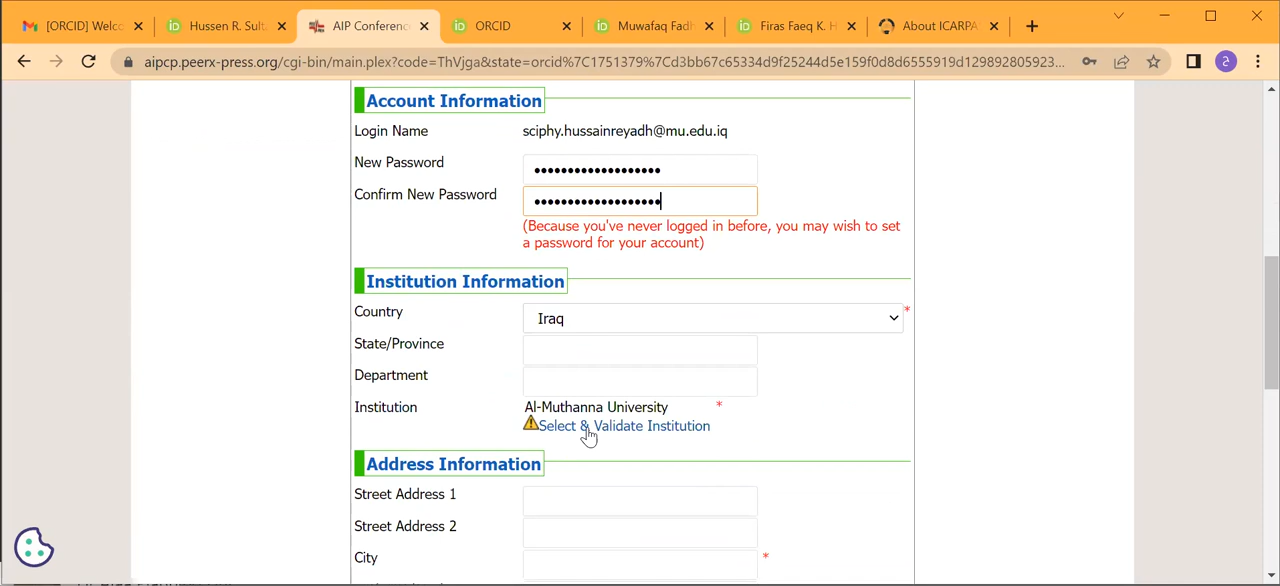 [ORCID] Welco
Hussen R. Sult
AIP Conferenc
ORCID
Muwafaq Fadh
Firas Faeq K. H
About ICARPA
aipcp.peerx-press.org/cgi-bin/main.plex?code=ThVjga&state=orcid%7C1751379%7Cd3bb67c65334d9f25244d5e159f0d8d6555919d129892805923...
2
Account Information
Login Name
sciphy.hussainreyadh@mu.edu.iq
New Password
Confirm New Password
(Because you've never logged in before, you may wish to set
a password for your account)
Institution Information
Country
Iraq
*
State/Province
Department
Institution
Al-Muthanna University
*
Select & Validate Institution
Address Information
Street Address 1
Street Address 2
City
*